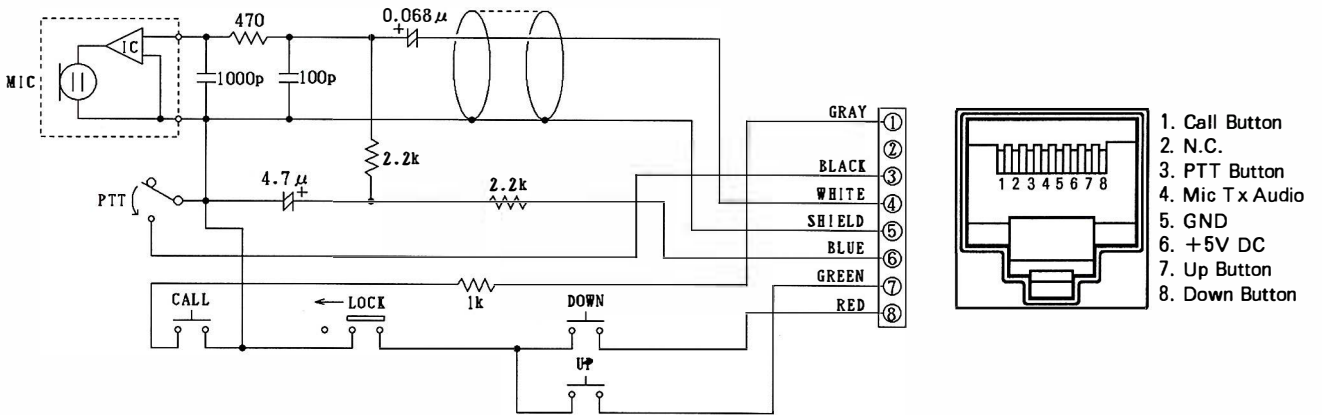 470
0.068μ
IC
MIC
1000p
100p
GRAY
①
②
2.2k
BLACK
③
4.7μ
2.2k
WHITE
④
PTT
SHIELD
⑤
BLUE
⑥
GREEN
⑦
1k
RED
⑧
CALL
LOCK
DOWN
UP
1 2 3 4 5 6 7 8
1. Call Button
2. N.C.
3. PTT Button
4. Mic Tx Audio
5. GND
6. +5V DC
7. Up Button
8. Down Button